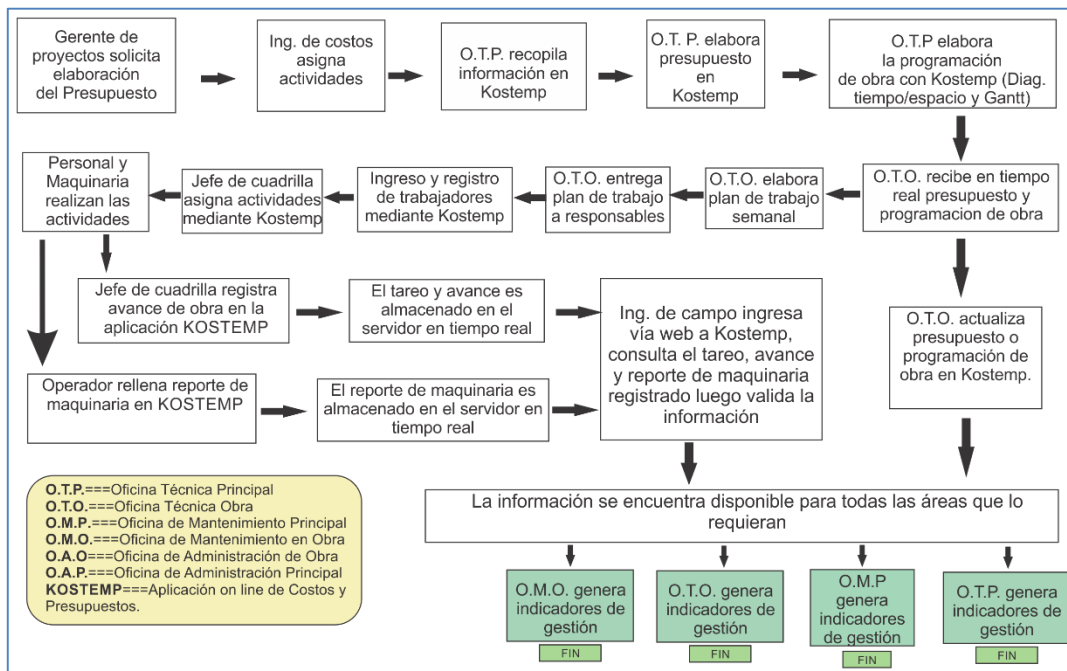 Gerente de
proyectos solicita
elaboración
del Presupuesto
Ing. de costos
asigna
actividades
O.T.P. recopila
información en
Kostemp
O.T. P. elabora
presupuesto
en
Kostemp
O.T.P elabora
la programación
de obra con Kostemp (Diag.
tiempo/espacio y Gantt)
Personal y
Maquinaria
realizan las
actividades
Jefe de cuadrilla
asigna actividades
mediante Kostemp
Ingreso y registro
de trabajadores
mediante Kostemp
O.T.O. entrega
plan de trabajo
a responsables
O.T.O. elabora
plan de trabajo
semanal
O.T.O. recibe en tiempo
real presupuesto y
programacion de obra
Jefe de cuadrilla registra
avance de obra en la
aplicación KOSTEMP
El tareo y avance es
almacenado en el
servidor en tiempo real
Ing. de campo ingresa
vía web a Kostemp,
consulta el tareo, avance
y reporte de maquinaria
registrado luego valida la
información
O.T.O. actualiza
presupuesto o
programación de
obra en Kostemp.
Operador rellena reporte de
maquinaria en KOSTEMP
El reporte de maquinaria es
almacenado en el servidor en
tiempo real
O.T.P.===Oficina Técnica Principal
O.T.O.===Oficina Técnica Obra
O.M.P.===Oficina de Mantenimiento Principal
O.M.O.===Oficina de Mantenimiento en Obra
O.A.O===Oficina de Administración de Obra
O.A.P.===Oficina de Administración Principal
KOSTEMP===Aplicación on line de Costos y
Presupuestos.
La información se encuentra disponible para todas las áreas que lo
requieran
O.M.O. genera
indicadores de
gestión
FIN
O.T.O. genera
indicadores de
gestión
FIN
O.M.P
genera
indicadores
de gestión
FIN
O.T.P. genera
indicadores de
gestión
FIN